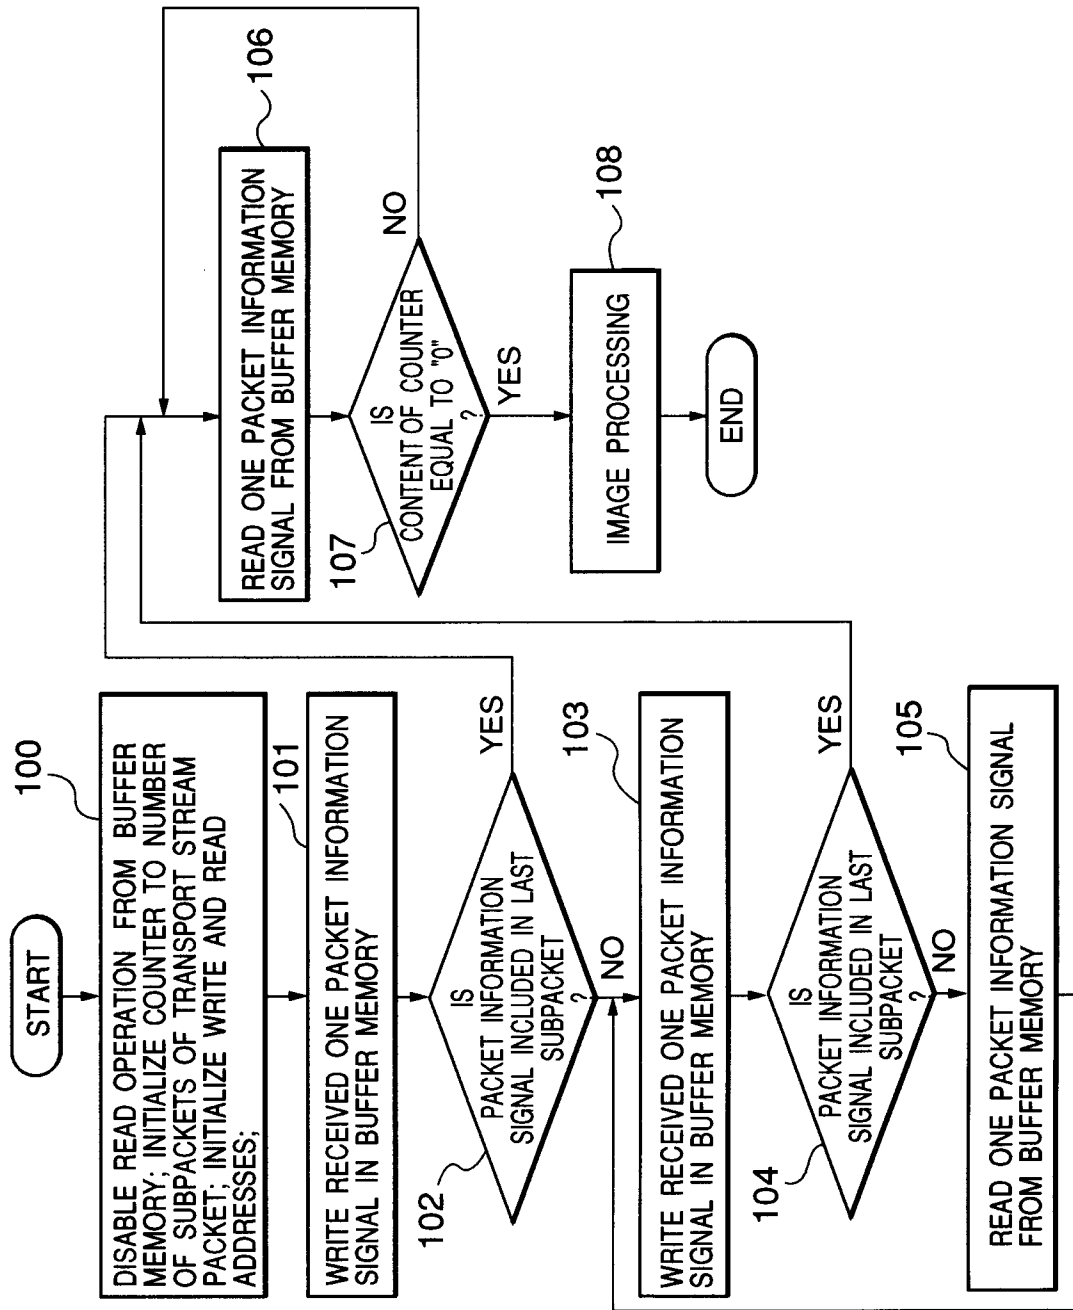 START
100
DISABLE READ OPERATION FROM BUFFER
MEMORY; INITIALIZE COUNTER TO NUMBER
OF SUBPACKETS OF TRANSPORT STREAM
PACKET; INITIALIZE WRITE AND READ
ADDRESSES;
101
WRITE RECEIVED ONE PACKET INFORMATION
SIGNAL IN BUFFER MEMORY
102
IS
PACKET INFORMATION
SIGNAL INCLUDED IN LAST
SUBPACKET
?
YES
NO
103
WRITE RECEIVED ONE PACKET INFORMATION
SIGNAL IN BUFFER MEMORY
104
IS
PACKET INFORMATION
SIGNAL INCLUDED IN LAST
SUBPACKET
?
YES
NO
105
READ ONE PACKET INFORMATION SIGNAL
FROM BUFFER MEMORY
106
READ ONE PACKET INFORMATION
SIGNAL FROM BUFFER MEMORY
107
IS
CONTENT OF COUNTER
EQUAL TO "0"
?
NO
YES
108
IMAGE PROCESSING
END